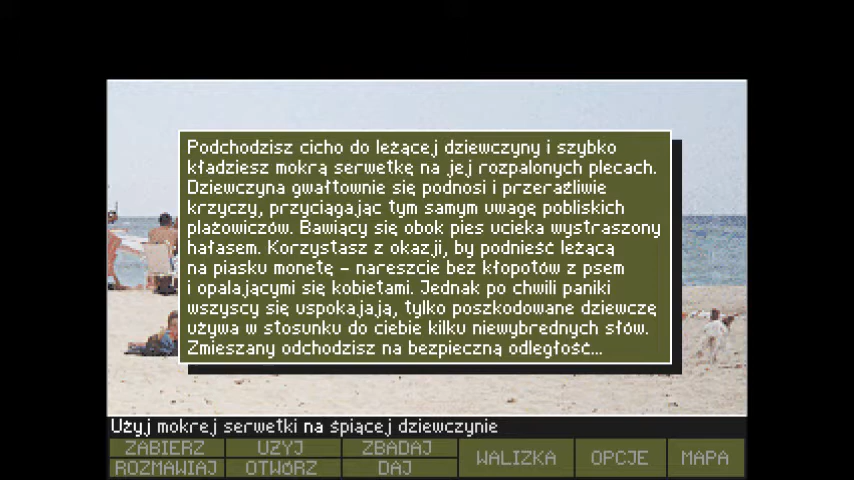 Podchodzisz cicho do leżącej dziewczyny i szybko
kładziesz mokrą serwetkę na jej rozpalonych plecach.
Dziewczyna gwałtownie się podnosi i przeraźliwie
krzyczy, przyciągając tym samym uwagę pobliskich
plażowiczów. Bawiący się obok pies ucieka wystraszony
hałasem. Korzystasz z okazji, by podnieść leżącą
na piasku monetę – nareszcie bez kłopotów z psem
i opalającymi się kobietami. Jednak po chwili paniki
wszyscy się uspokajają, tylko poszkodowane dziewczę
używa w stosunku do ciebie kilku niewybrednych słów.
Zmieszany odchodzisz na bezpieczną odległość...
Użyj mokrej serwetki na śpiącej dziewczynie
ZABIERZ UŻYJ ZBADAJ
ROZMAWIAJ OTWÓRZ DAJ
WALIZKA OPCJE MAPA